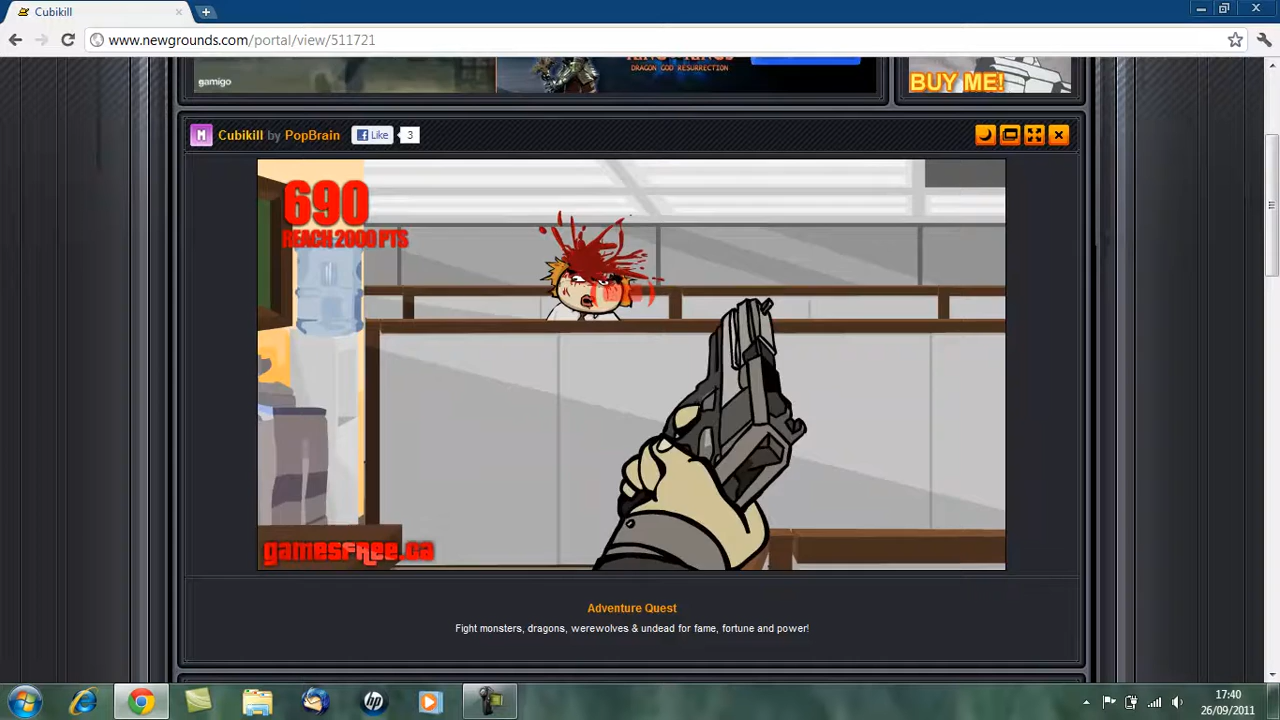 Cubikill
www.newgrounds.com/portal/view/511721
gamigo
DRAGON GOD RESURRECTION
BUY ME!
M Cubikill by PopBrain Like 3
690
REACH 2000 PTS
gamesfree.ca
Adventure Quest
Fight monsters, dragons, werewolves & undead for fame, fortune and power!
hp
17:40
26/09/2011